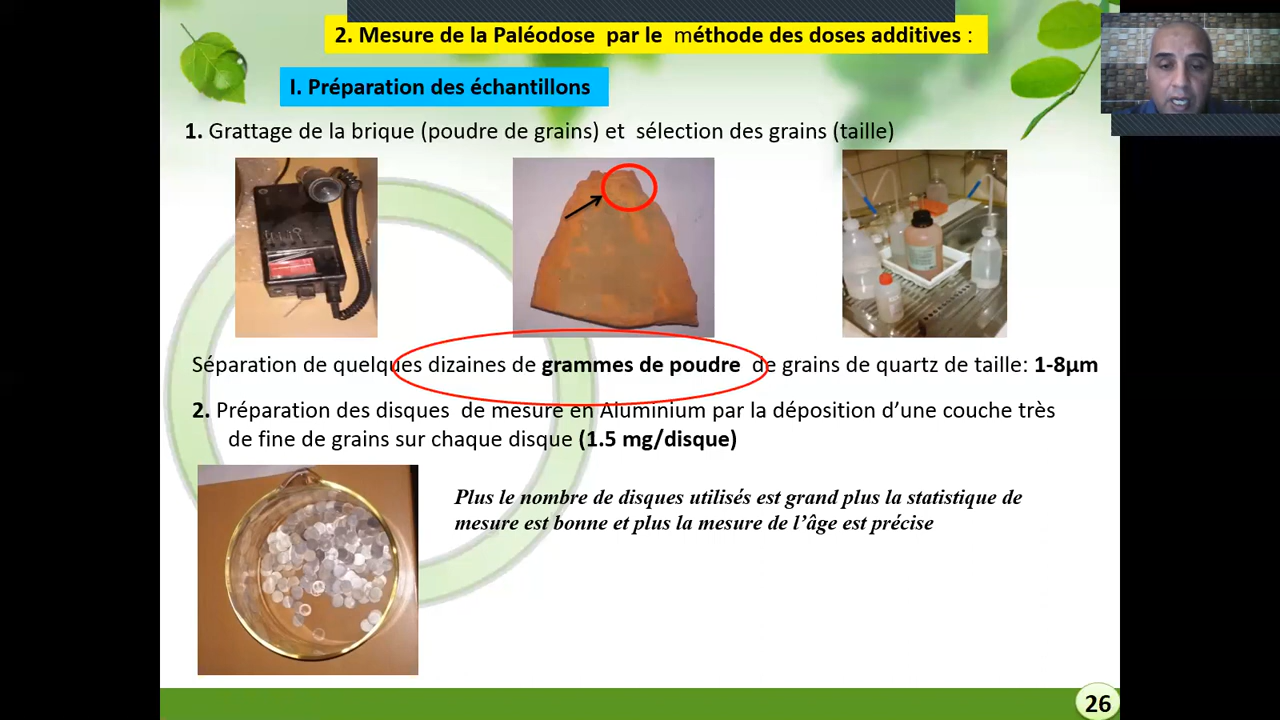 2. Mesure de la Paléodose par le méthode des doses additives :
I. Préparation des échantillons
1. Grattage de la brique (poudre de grains) et sélection des grains (taille)
Séparation de quelques dizaines de grammes de poudre de grains de quartz de taille: 1-8µm
2. Préparation des disques de mesure en Aluminium par la déposition d’une couche très
de fine de grains sur chaque disque (1.5 mg/disque)
Plus le nombre de disques utilisés est grand plus la statistique de
mesure est bonne et plus la mesure de l’âge est précise
26